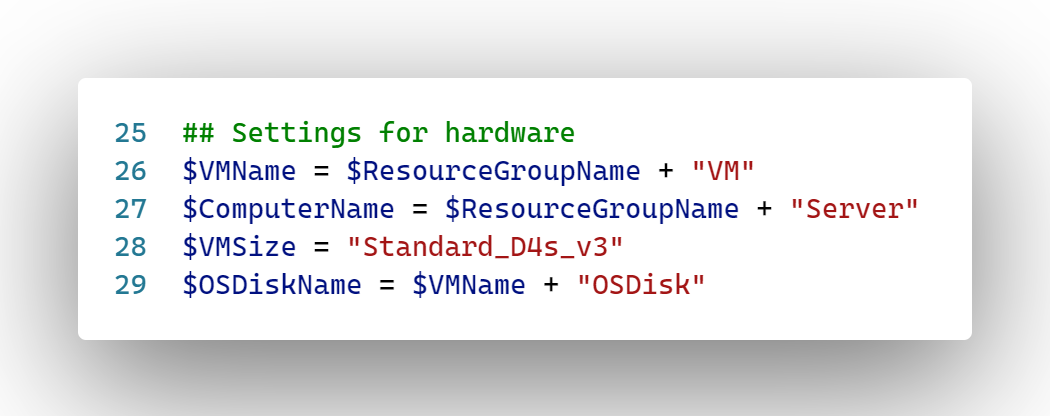 25 ## Settings for hardware
26 $VMName = $ResourceGroupName + "VM"
27 $ComputerName = $ResourceGroupName + "Server"
28 $VMSize = "Standard_D4s_v3"
29 $OSDiskName = $VMName + "OSDisk"